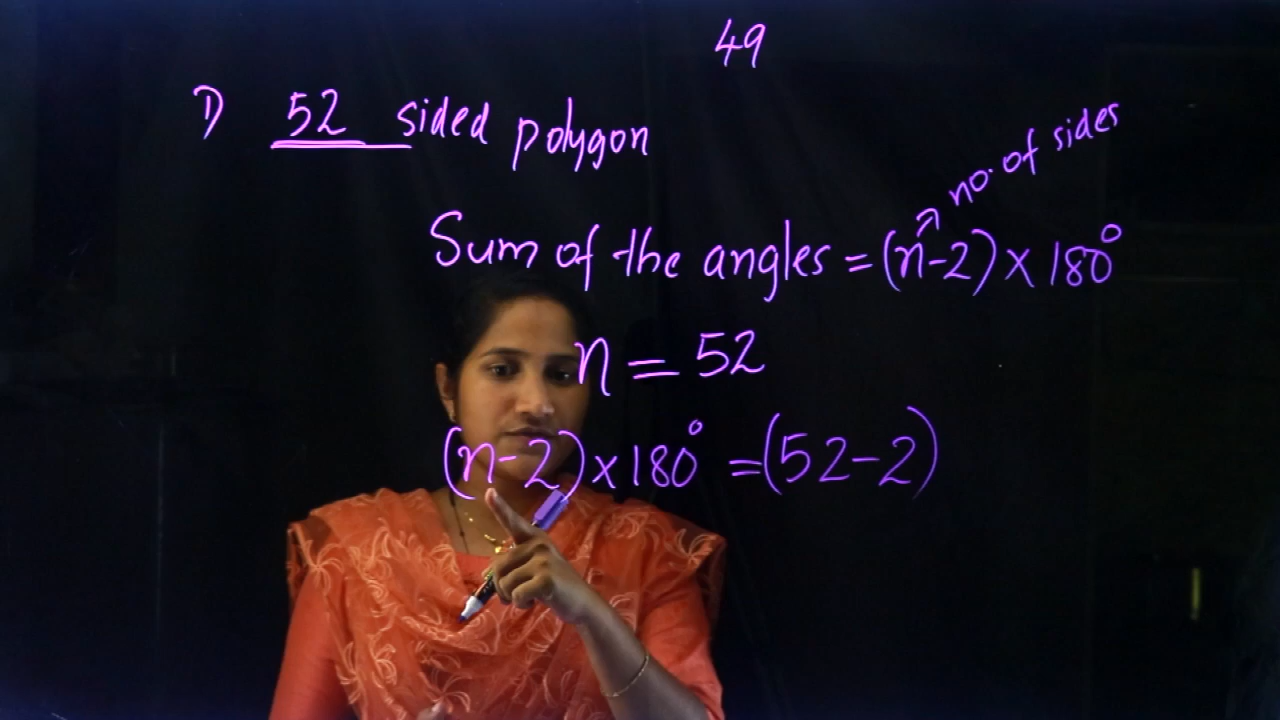 49
1) 52 sided polygon
no. of sides
Sum of the angles = (n-2) × 180°
n = 52
(n-2) × 180° = (52-2)